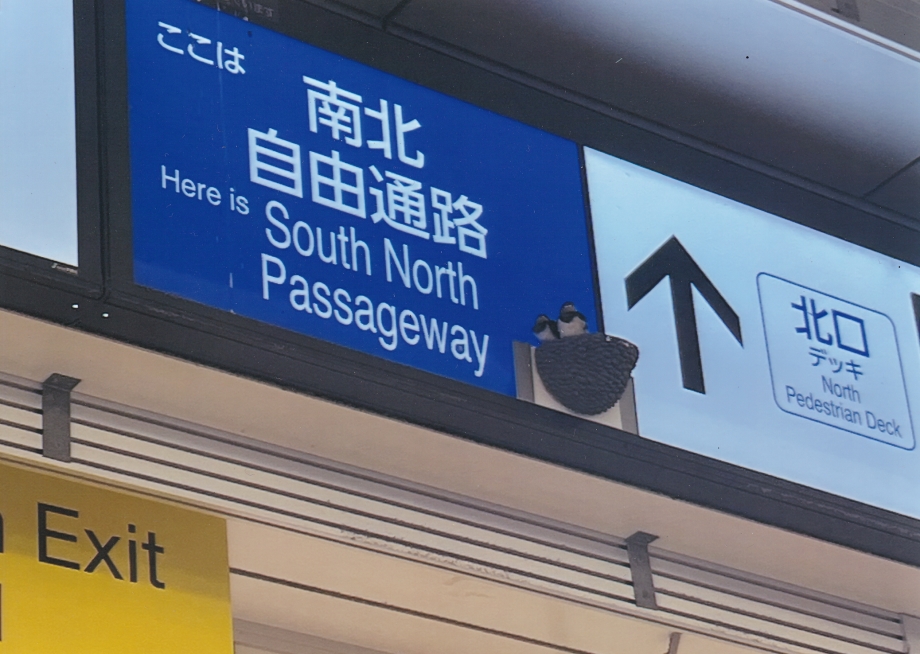 ここは
南北
自由通路
Here is
South North
Passageway
北口
デッキ
North
Pedestrian Deck
Exit